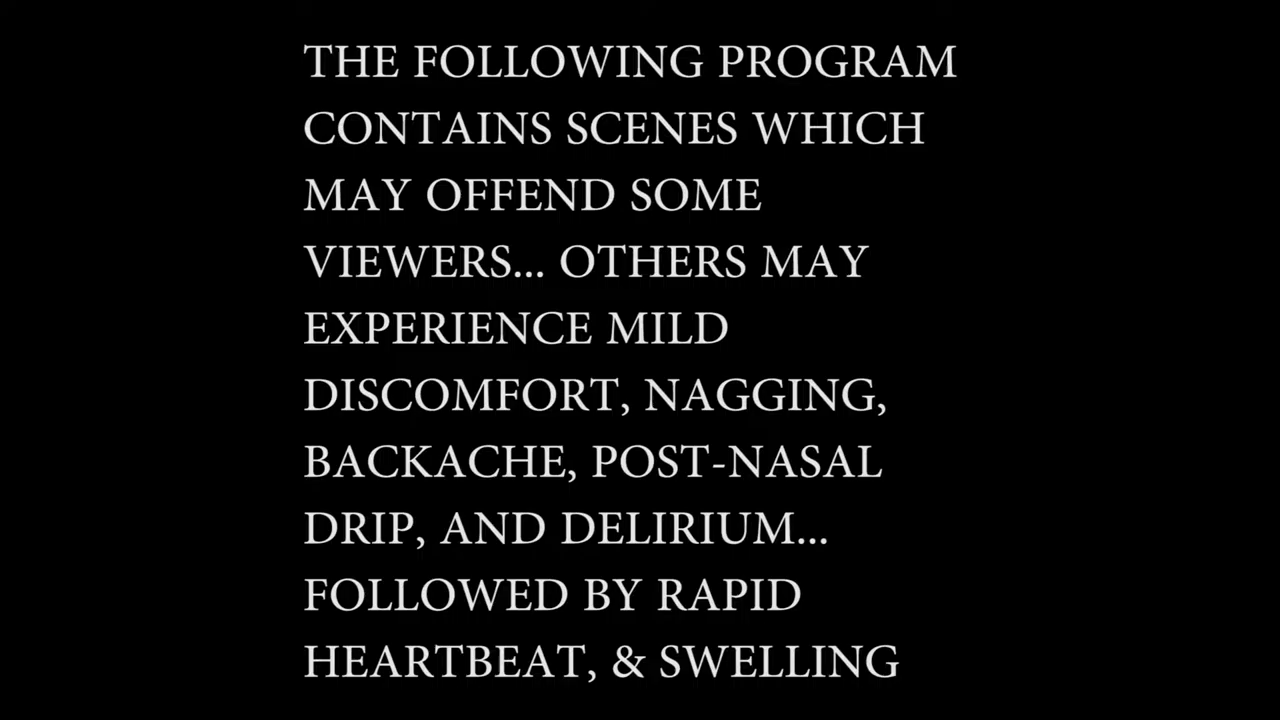 THE FOLLOWING PROGRAM
CONTAINS SCENES WHICH
MAY OFFEND SOME
VIEWERS... OTHERS MAY
EXPERIENCE MILD
DISCOMFORT, NAGGING,
BACKACHE, POST-NASAL
DRIP, AND DELIRIUM...
FOLLOWED BY RAPID
HEARTBEAT, & SWELLING